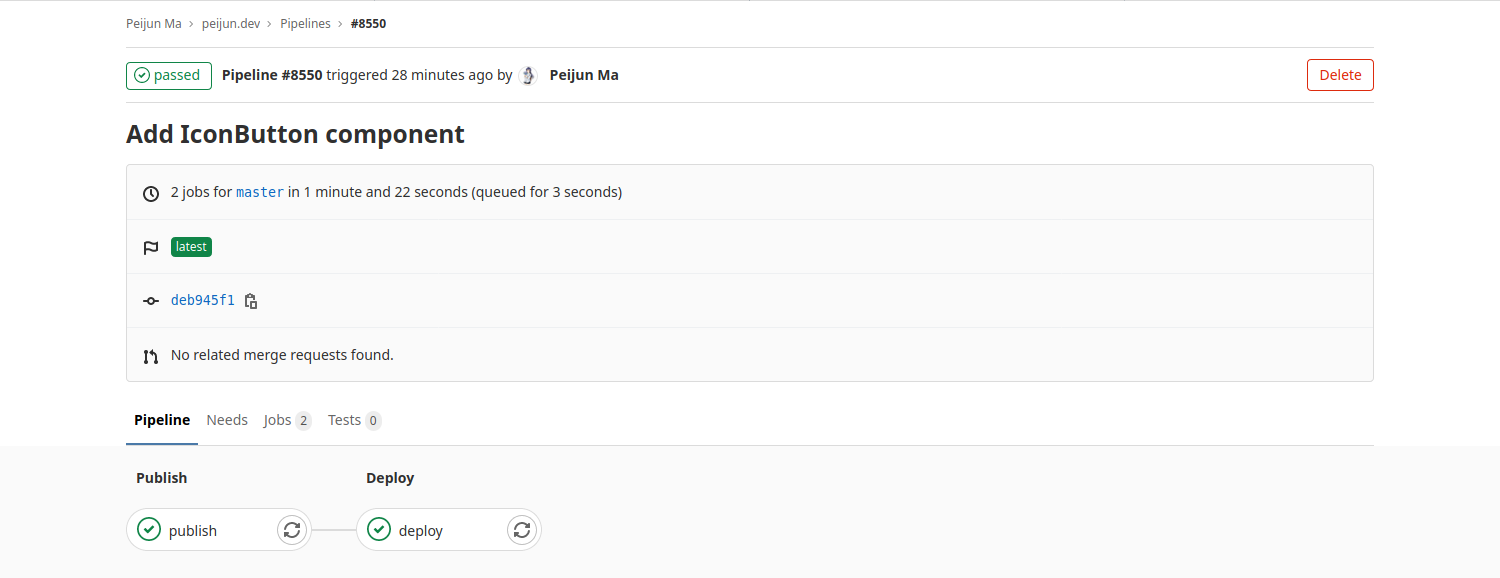 Peijun Ma > peijun.dev > Pipelines > #8550
passed Pipeline #8550 triggered 28 minutes ago by Peijun Ma Delete
Add IconButton component
2 jobs for master in 1 minute and 22 seconds (queued for 3 seconds)
latest
deb945f1
No related merge requests found.
Pipeline Needs Jobs 2 Tests 0
Publish Deploy
publish deploy